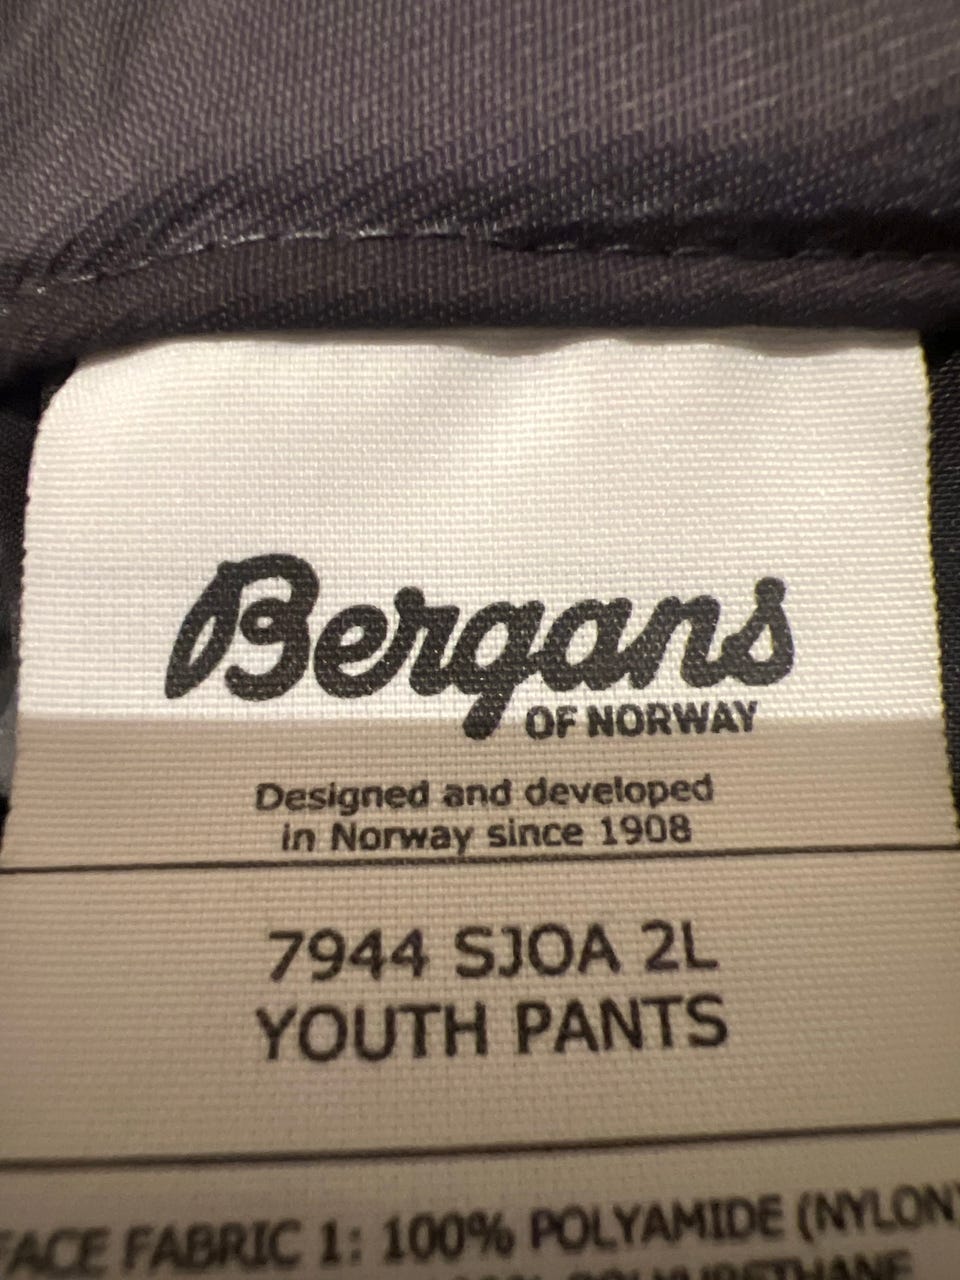 Bergans
OF NORWAY
Designed and developed
in Norway since 1908
7944 SJOA 2L
YOUTH PANTS
FACE FABRIC 1: 100% POLYAMIDE (NYLON)
POLYURETHANE